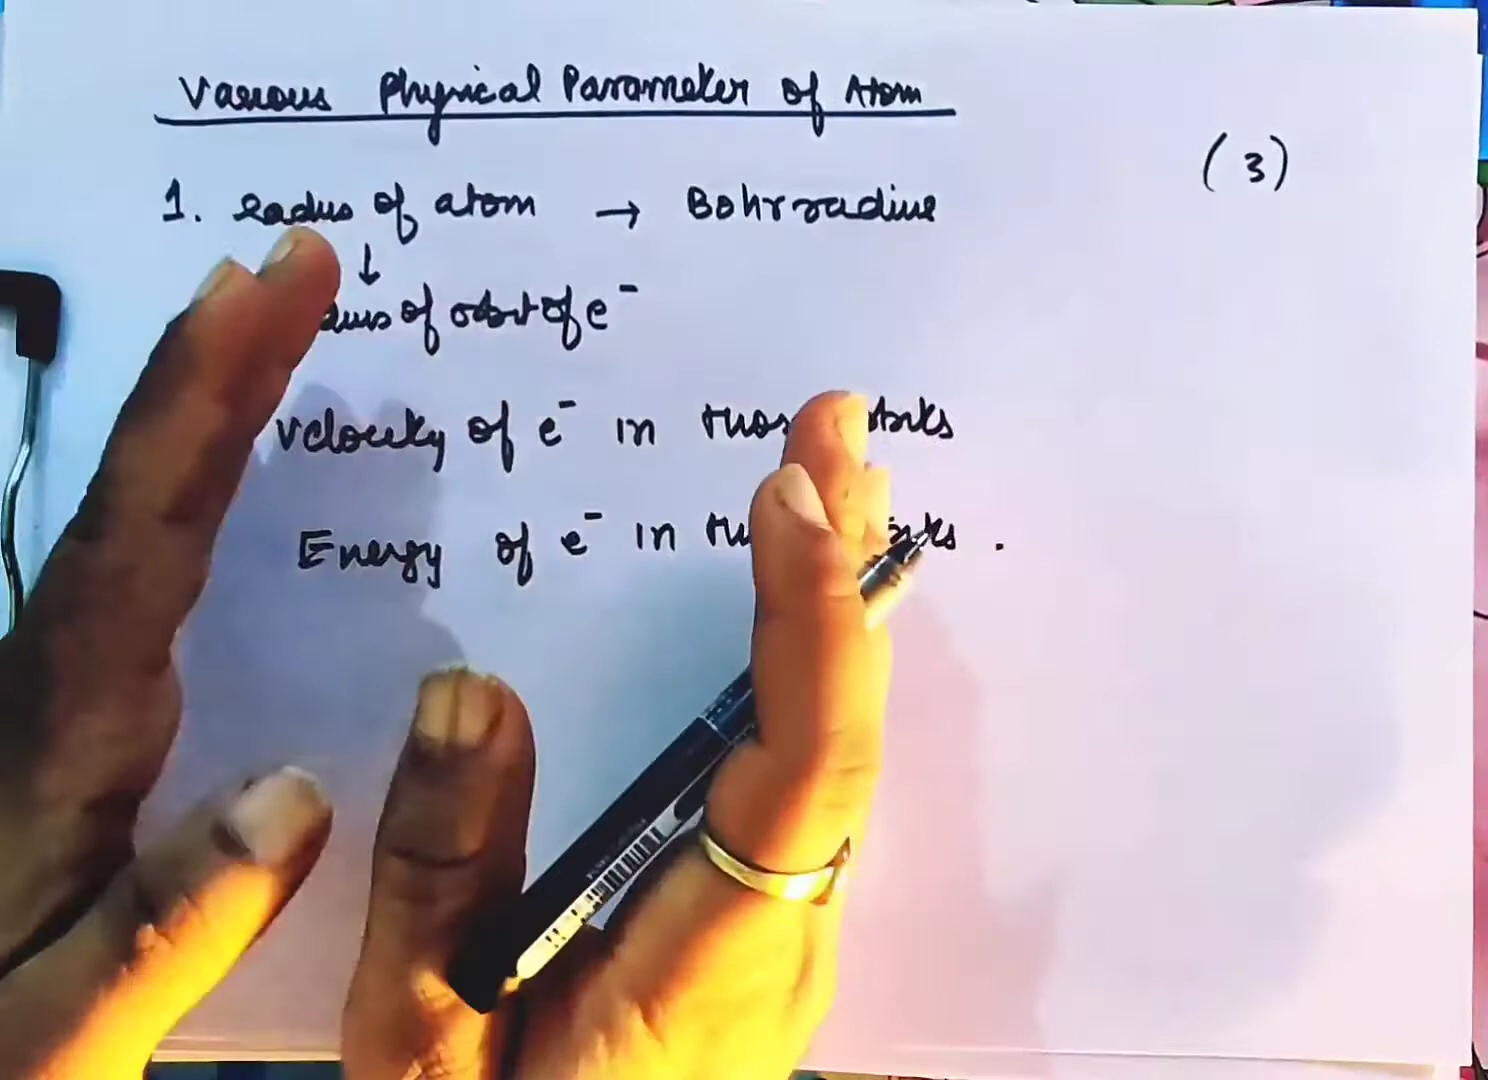 Various Physical Parameter of Atom
(3)
1. radius of atom → Bohr radius
↓
of orbit of e⁻
Velocity of e⁻ in
Energy of e⁻ in